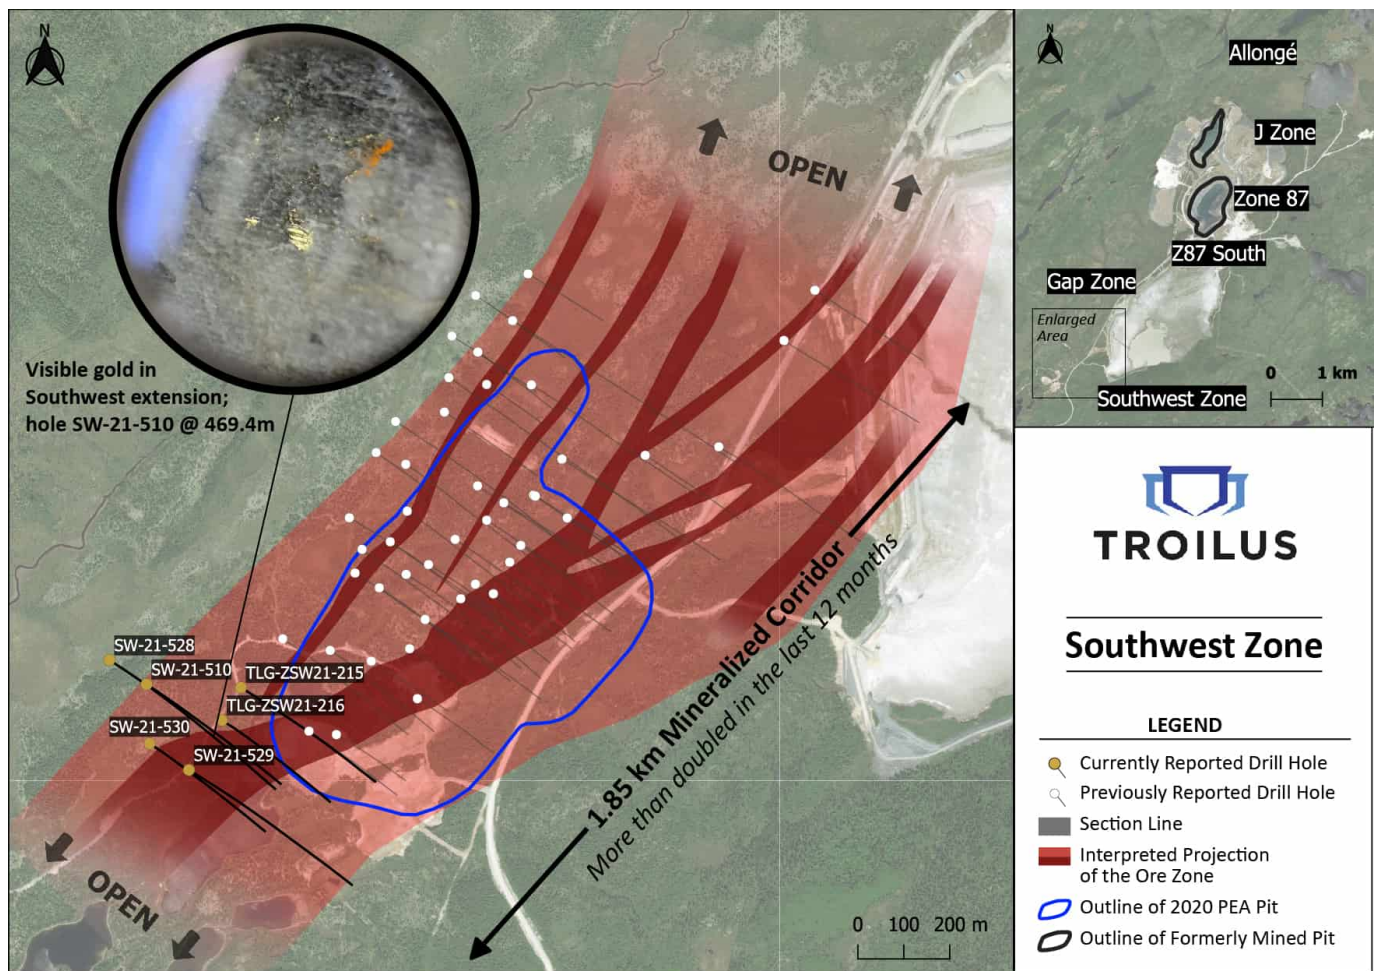 N
Visible gold in
Southwest extension;
hole SW-21-510 @ 469.4m
OPEN
SW-21-528
SW-21-510
TLG-ZSW21-215
TLG-ZSW21-216
SW-21-530
SW-21-529
1.85 km Mineralized Corridor
More than doubled in the last 12 months
OPEN
0 100 200 m
N
Allongé
J Zone
Zone 87
Z87 South
Gap Zone
Enlarged
Area
0 1 km
Southwest Zone
TROILUS
Southwest Zone
LEGEND
Currently Reported Drill Hole
Previously Reported Drill Hole
Section Line
Interpreted Projection
of the Ore Zone
Outline of 2020 PEA Pit
Outline of Formerly Mined Pit